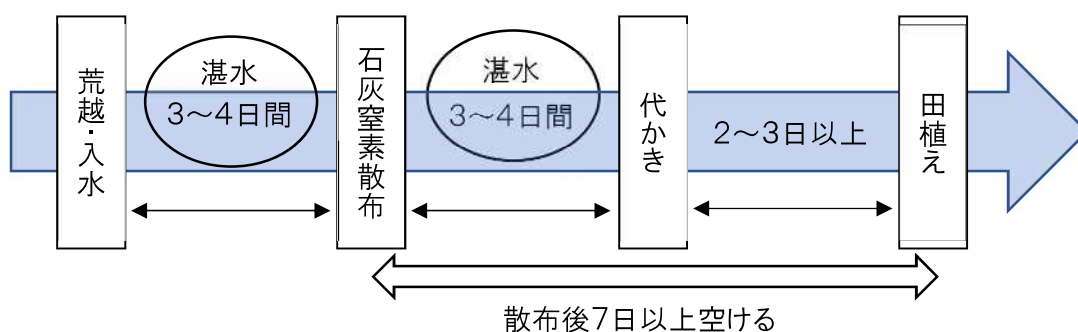 荒越・入水
湛水
3～4日間
石灰窒素散布
湛水
3～4日間
代かき
2～3日以上
田植え
散布後7日以上空ける